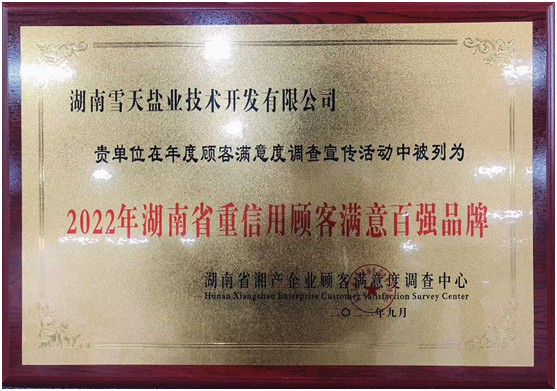 湖南雪天盐业技术开发有限公司
贵单位在年度顾客满意度调查宣传活动中被列为
2022年湖南省重信用顾客满意百强品牌
湖南省湘产企业顾客满意度调查中心
Hunan Xiangchan Enterprise Customer Satisfaction Survey Center
年九月